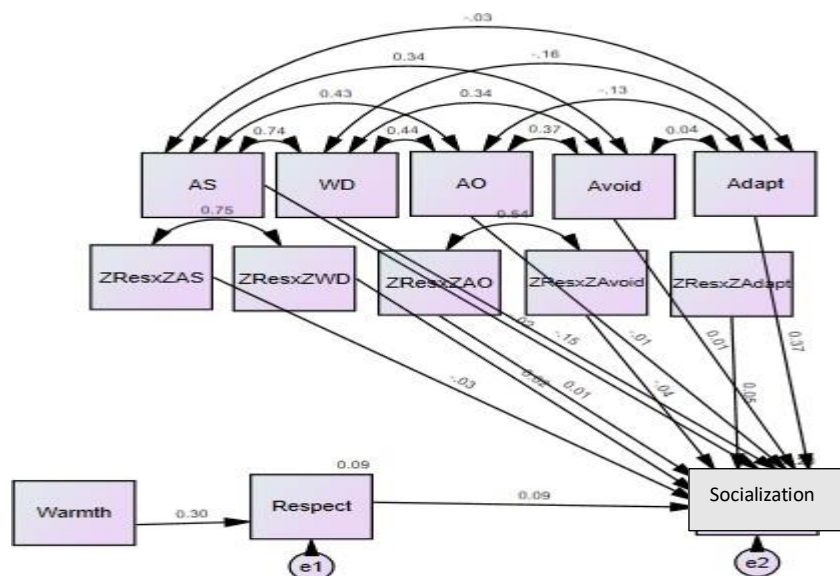 -.03
0.34
-.16
0.43
0.34
-.13
0.74
0.44
0.37
0.04
AS
WD
AO
Avoid
Adapt
0.75
0.54
ZResxZAS
ZResxZWD
ZResxZAO
ZResxZAvoid
ZResxZAdapt
-.15
-.01
0.01
0.37
-.03
0.02
0.01
-.04
0.05
0.09
Socialization
Warmth
0.30
Respect
0.09
e1
e2